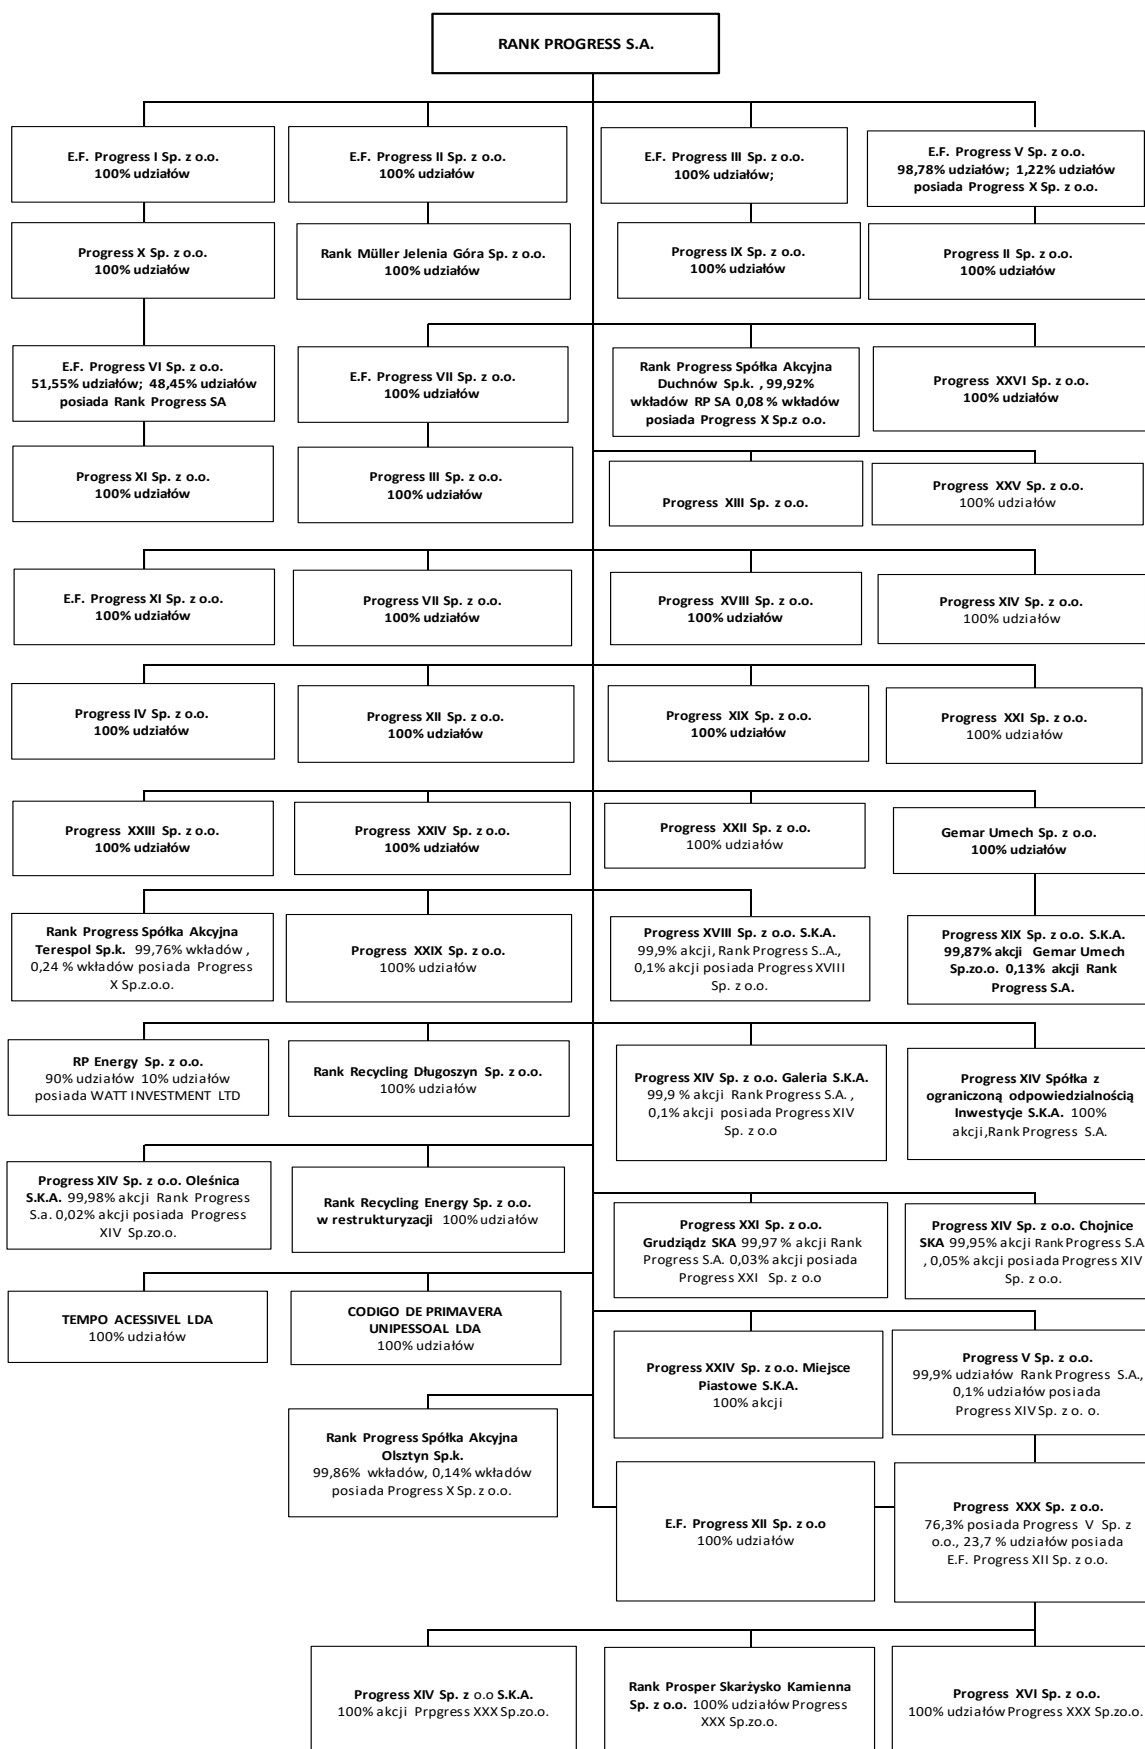 RANK PROGRESS S.A.
E.F. Progress I Sp. z o.o.
100% udziałów
E.F. Progress II Sp. z o.o.
100% udziałów
E.F. Progress III Sp. z o.o.
100% udziałów;
E.F. Progress V Sp. z o.o.
98,78% udziałów; 1,22% udziałów
posiada Progress X Sp. z o.o.
Progress X Sp. z o.o.
100% udziałów
Rank Müller Jelenia Góra Sp. z o.o.
100% udziałów
Progress IX Sp. z o.o.
100% udziałów
Progress II Sp. z o.o.
100% udziałów
E.F. Progress VI Sp. z o.o.
51,55% udziałów; 48,45% udziałów
posiada Rank Progress SA
E.F. Progress VII Sp. z o.o.
100% udziałów
Rank Progress Spółka Akcyjna
Duchnów Sp.k. , 99,92%
wkładów RP SA 0,08 % wkładów
posiada Progress X Sp.z o.o.
Progress XXVI Sp. z o.o.
100% udziałów
Progress XI Sp. z o.o.
100% udziałów
Progress III Sp. z o.o.
100% udziałów
Progress XIII Sp. z o.o.
Progress XXV Sp. z o.o.
100% udziałów
E.F. Progress XI Sp. z o.o.
100% udziałów
Progress VII Sp. z o.o.
100% udziałów
Progress XVIII Sp. z o.o.
100% udziałów
Progress XIV Sp. z o.o.
100% udziałów
Progress IV Sp. z o.o.
100% udziałów
Progress XII Sp. z o.o.
100% udziałów
Progress XIX Sp. z o.o.
100% udziałów
Progress XXI Sp. z o.o.
100% udziałów
Progress XXIII Sp. z o.o.
100% udziałów
Progress XXIV Sp. z o.o.
100% udziałów
Progress XXII Sp. z o.o.
100% udziałów
Gemar Umech Sp. z o.o.
100% udziałów
Rank Progress Spółka Akcyjna
Terespol Sp.k. 99,76% wkładów ,
0,24 % wkładów posiada Progress
X Sp.z.o.o.
Progress XXIX Sp. z o.o.
100% udziałów
Progress XVIII Sp. z o.o. S.K.A.
99,9% akcji, Rank Progress S..A.,
0,1% akcji posiada Progress XVIII
Sp. z o.o.
Progress XIX Sp. z o.o. S.K.A.
99,87% akcji Gemar Umech
Sp.zo.o. 0,13% akcji Rank
Progress S.A.
RP Energy Sp. z o.o.
90% udziałów 10% udziałów
posiada WATT INVESTMENT LTD
Rank Recycling Długoszyn Sp. z o.o.
100% udziałów
Progress XIV Sp. z o.o. Galeria S.K.A.
99,9 % akcji Rank Progress S.A. ,
0,1% akcji posiada Progress XIV
Sp. z o.o
Progress XIV Spółka z
ograniczoną odpowiedzialnością
Inwestycje S.K.A. 100%
akcji,Rank Progress S.A.
Progress XIV Sp. z o.o. Oleśnica
S.K.A. 99,98% akcji Rank Progress
S.a. 0,02% akcji posiada Progress
XIV Sp.zo.o.
Rank Recycling Energy Sp. z o.o.
w restrukturyzacji 100% udziałów
Progress XXI Sp. z o.o.
Grudziądz SKA 99,97 % akcji Rank
Progress S.A. 0,03% akcji posiada
Progress XXI Sp. z o.o
Progress XIV Sp. z o.o. Chojnice
SKA 99,95% akcji Rank Progress S.A
, 0,05% akcji posiada Progress XIV
Sp. z o.o.
TEMPO ACESSIVEL LDA
100% udziałów
CODIGO DE PRIMAVERA
UNIPESSOAL LDA
100% udziałów
Progress XXIV Sp. z o.o. Miejsce
Piastowe S.K.A.
100% akcji
Progress V Sp. z o.o.
99,9% udziałów Rank Progress S.A.,
0,1% udziałów posiada
Progress XIV Sp. z o. o.
Rank Progress Spółka Akcyjna
Olsztyn Sp.k.
99,86% wkładów, 0,14% wkładów
posiada Progress X Sp. z o.o.
E.F. Progress XII Sp. z o.o
100% udziałów
Progress XXX Sp. z o.o.
76,3% posiada Progress V Sp. z
o.o., 23,7 % udziałów posiada
E.F. Progress XII Sp. z o.o.
Progress XIV Sp. z o.o S.K.A.
100% akcji Prpgress XXX Sp.zo.o.
Rank Prosper Skarżysko Kamienna
Sp. z o.o. 100% udziałów Progress
XXX Sp.zo.o.
Progress XVI Sp. z o.o.
100% udziałów Progress XXX Sp.zo.o.